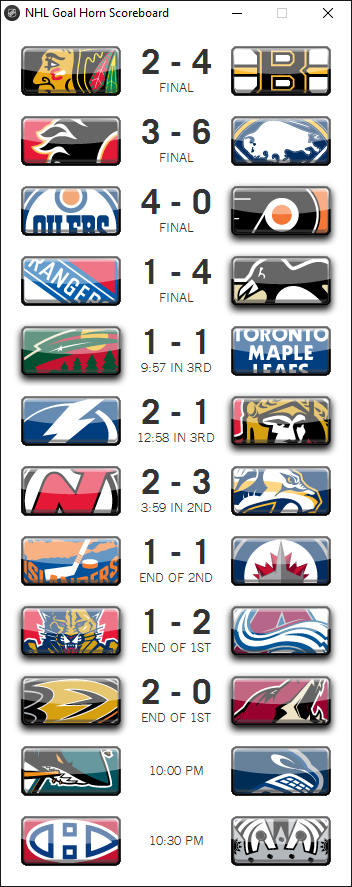 NHL Goal Horn Scoreboard
2 - 4
FINAL
3 - 6
FINAL
OILERS
4 - 0
FINAL
RANGERS
1 - 4
FINAL
1 - 1
9:57 IN 3RD
TORONTO
MAPLE
LEAFS
2 - 1
12:58 IN 3RD
2 - 3
3:59 IN 2ND
ISLANDERS
1 - 1
END OF 2ND
1 - 2
END OF 1ST
2 - 0
END OF 1ST
10:00 PM
10:30 PM